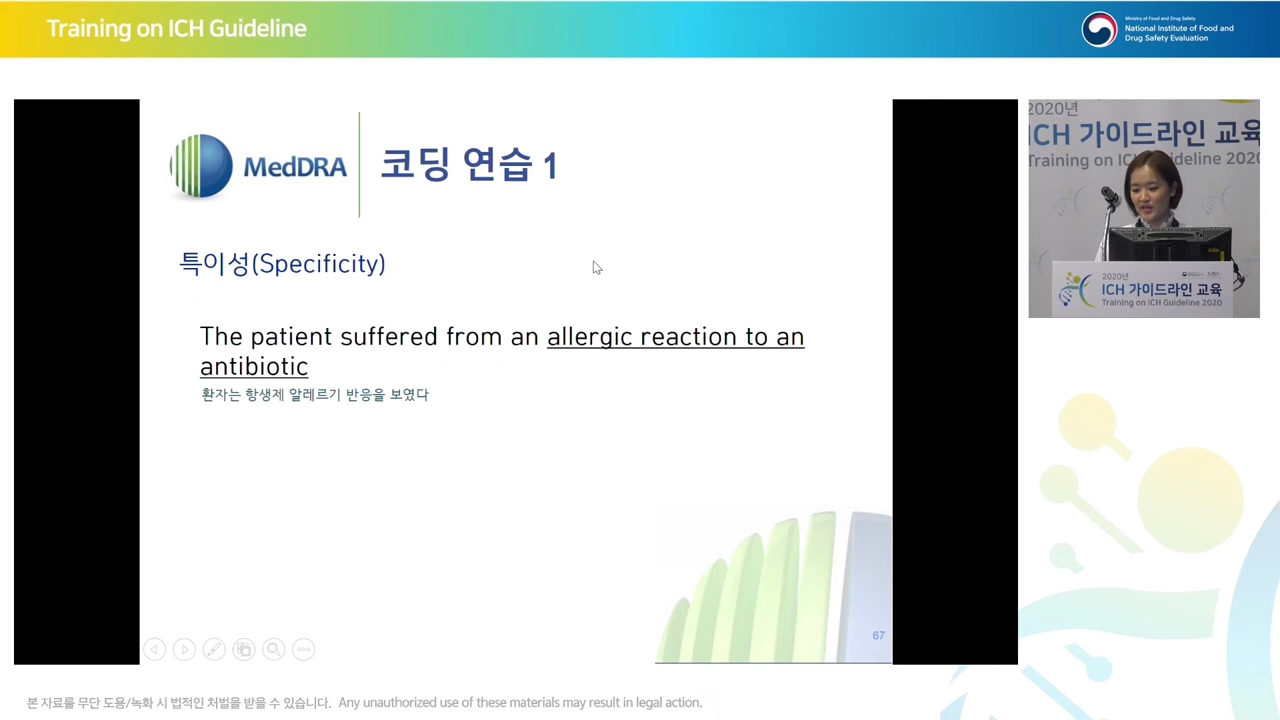 Training on ICH Guideline
Ministry of Food and Drug Safety
National Institute of Food and
Drug Safety Evaluation
MedDRA
코딩 연습 1
특이성(Specificity)
The patient suffered from an allergic reaction to an
antibiotic
환자는 항생제 알레르기 반응을 보였다
67
2020년
ICH 가이드라인 교육
Training on ICH Guideline 2020
2020년
ICH 가이드라인 교육
Training on ICH Guideline 2020
본 자료를 무단 도용/녹화 시 법적인 처벌을 받을 수 있습니다. Any unauthorized use of these materials may result in legal action.